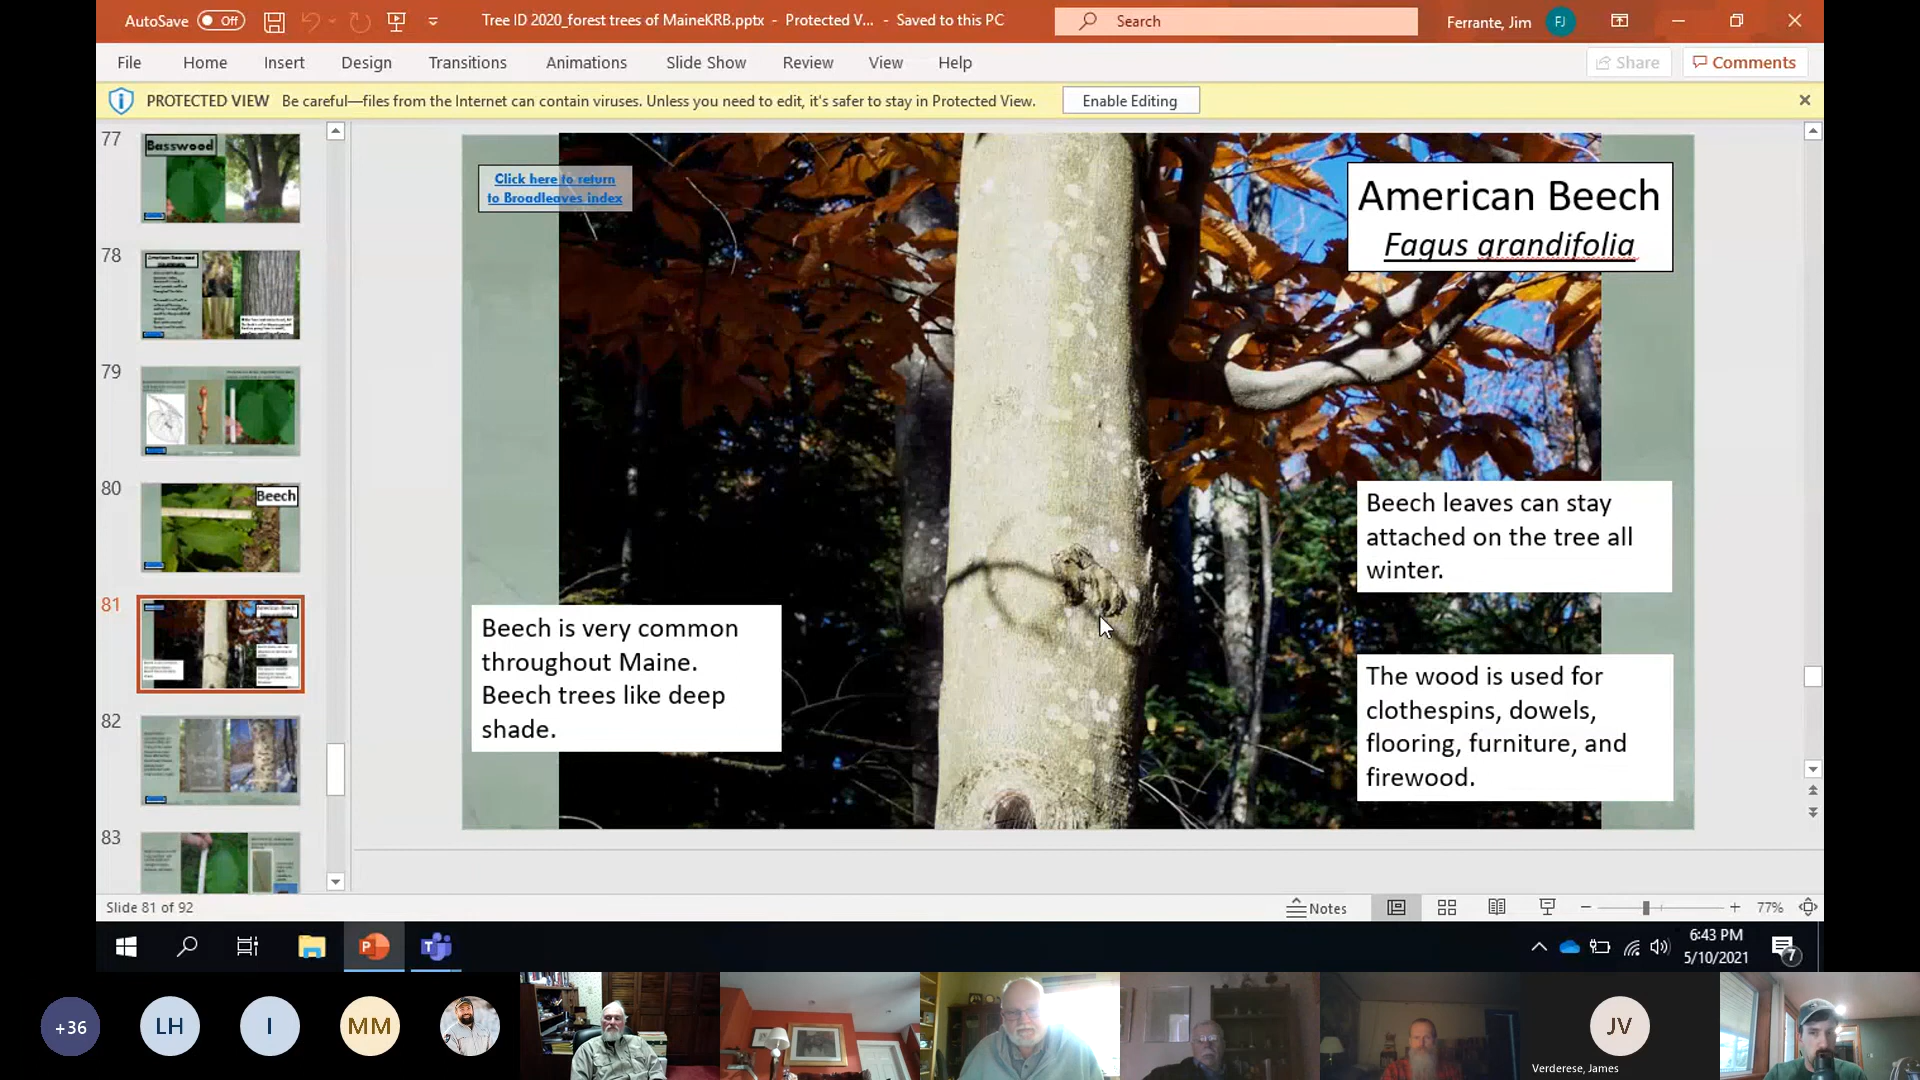 AutoSave Off
Tree ID 2020_forest trees of MaineKRB.pptx - Protected V... - Saved to this PC
Search
Ferrante, Jim
FJ
File Home Insert Design Transitions Animations Slide Show Review View Help
Share
Comments
PROTECTED VIEW Be careful—files from the Internet can contain viruses. Unless you need to edit, it's safer to stay in Protected View.
Enable Editing
77
Basswood
78
79
80
Beech
81
American Beech
82
83
Click here to return
to Broadleaves index
American Beech
Fagus grandifolia
Beech leaves can stay
attached on the tree all
winter.
Beech is very common
throughout Maine.
Beech trees like deep
shade.
The wood is used for
clothespins, dowels,
flooring, furniture, and
firewood.
Slide 81 of 92
Notes
77%
6:43 PM
5/10/2021
7
+36
LH
I
MM
JV
Verderese, James